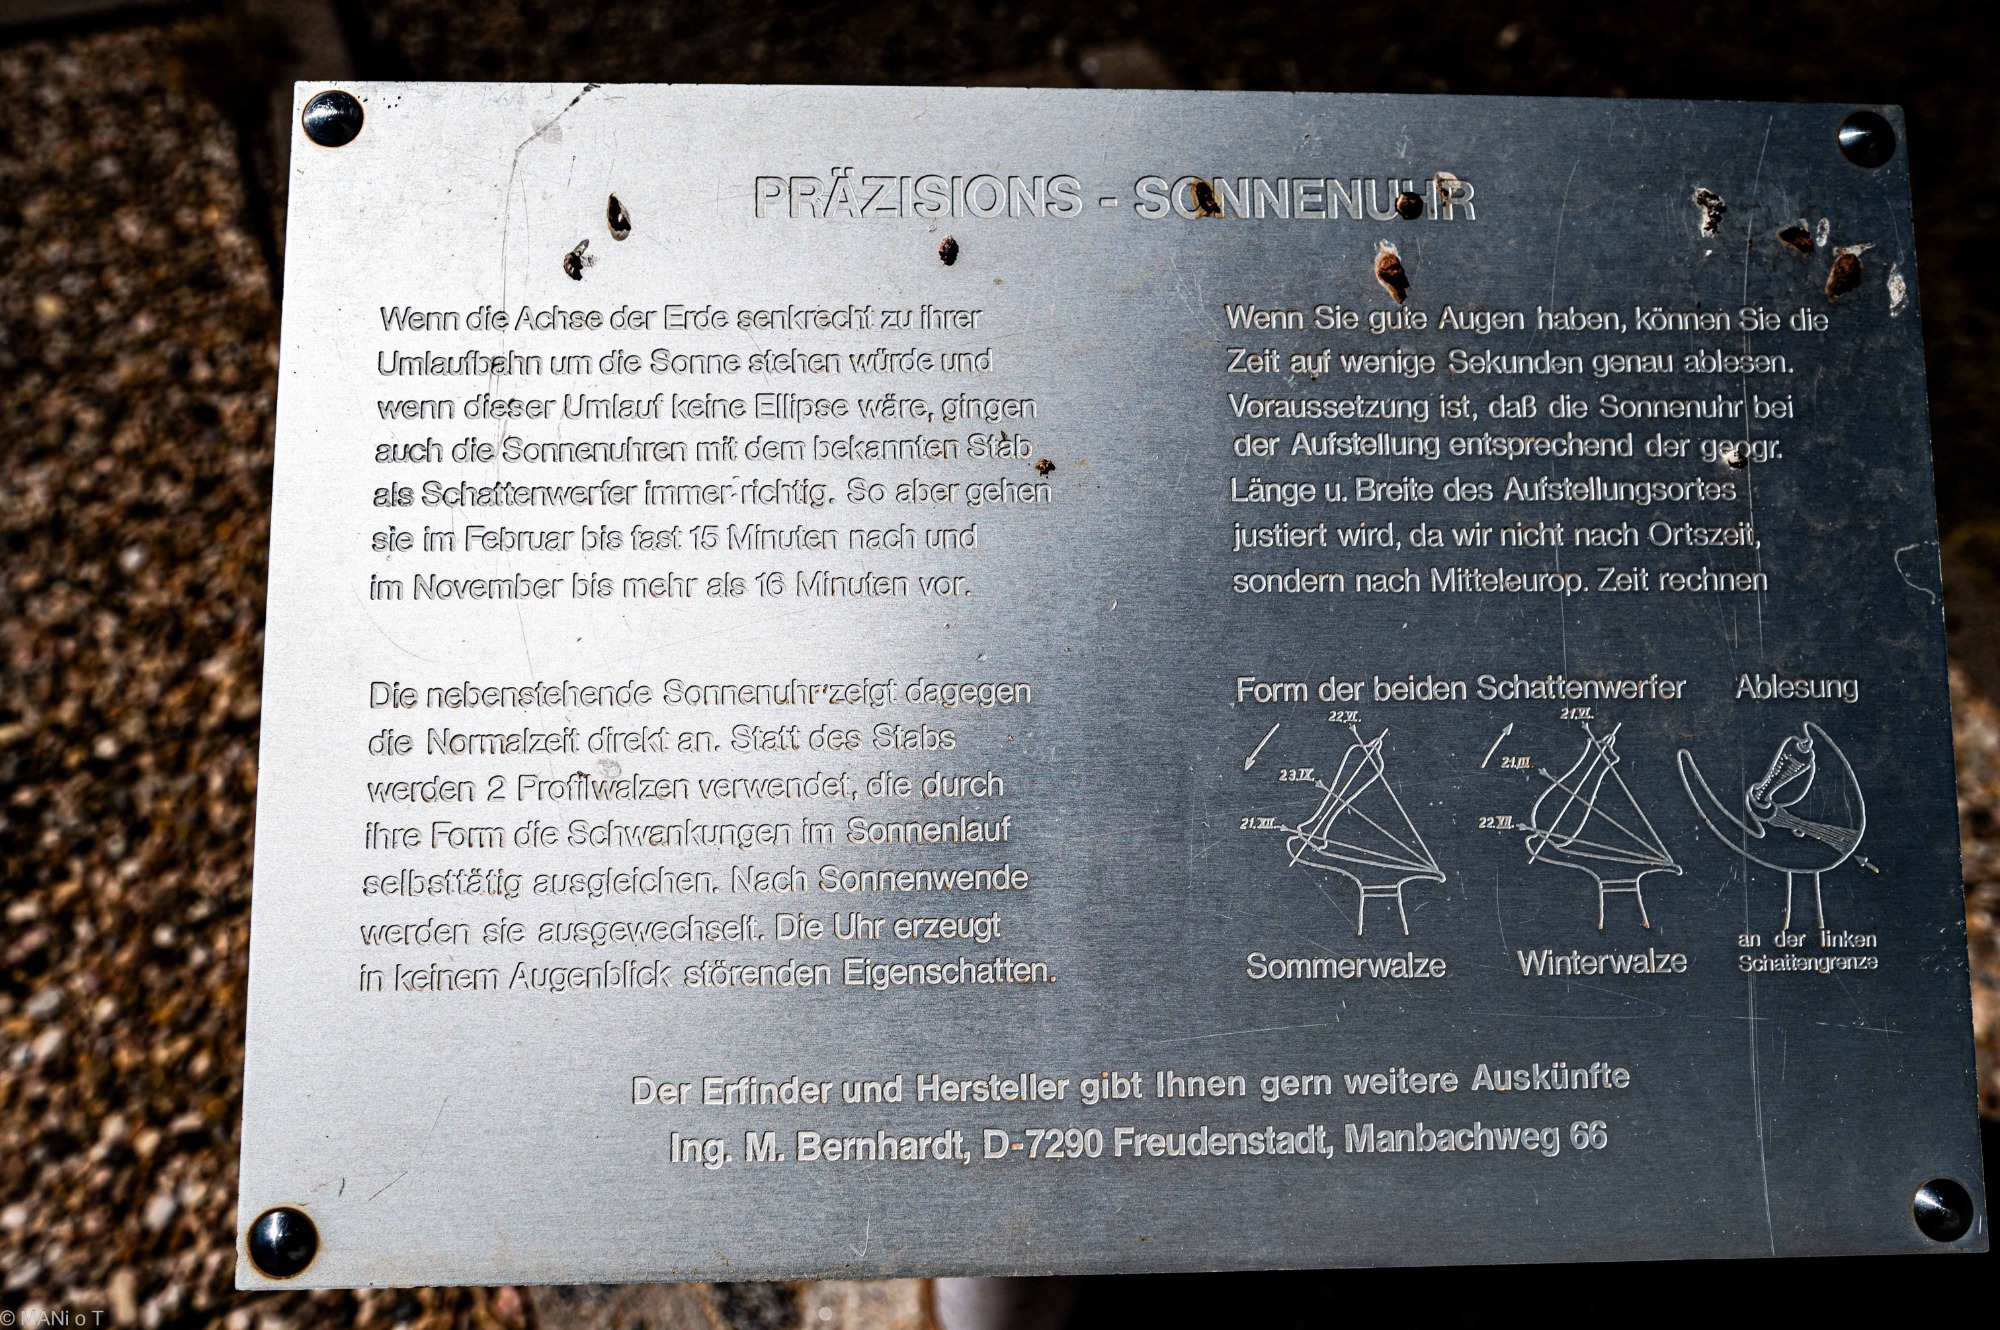 PRÄZISIONS - SONNENUHR
Wenn die Achse der Erde senkrecht zu ihrer
Umlaufbahn um die Sonne stehen würde und
wenn dieser Umlauf keine Ellipse wäre, gingen
auch die Sonnenuhren mit dem bekannten Stab
als Schattenwerfer immer richtig. So aber gehen
sie im Februar bis fast 15 Minuten nach und
im November bis mehr als 16 Minuten vor.
Die nebenstehende Sonnenuhr zeigt dagegen
die Normalzeit direkt an. Statt des Stabs
werden 2 Profilwalzen verwendet, die durch
ihre Form die Schwankungen im Sonnenlauf
selbsttätig ausgleichen. Nach Sonnenwende
werden sie ausgewechselt. Die Uhr erzeugt
in keinem Augenblick störenden Eigenschatten.
Wenn Sie gute Augen haben, können Sie die
Zeit auf wenige Sekunden genau ablesen.
Voraussetzung ist, daß die Sonnenuhr bei
der Aufstellung entsprechend der geogr.
Länge u. Breite des Aufstellungsortes
justiert wird, da wir nicht nach Ortszeit,
sondern nach Mitteleurop. Zeit rechnen
Form der beiden Schattenwerfer
22.VI.
23.IX.
21.XII.
Sommerwalze
21.VI.
21.III.
22.XII.
Winterwalze
Ablesung
an der linken
Schattengrenze
Der Erfinder und Hersteller gibt Ihnen gern weitere Auskünfte
Ing. M. Bernhardt, D-7290 Freudenstadt, Manbachweg 66
© MANi o T